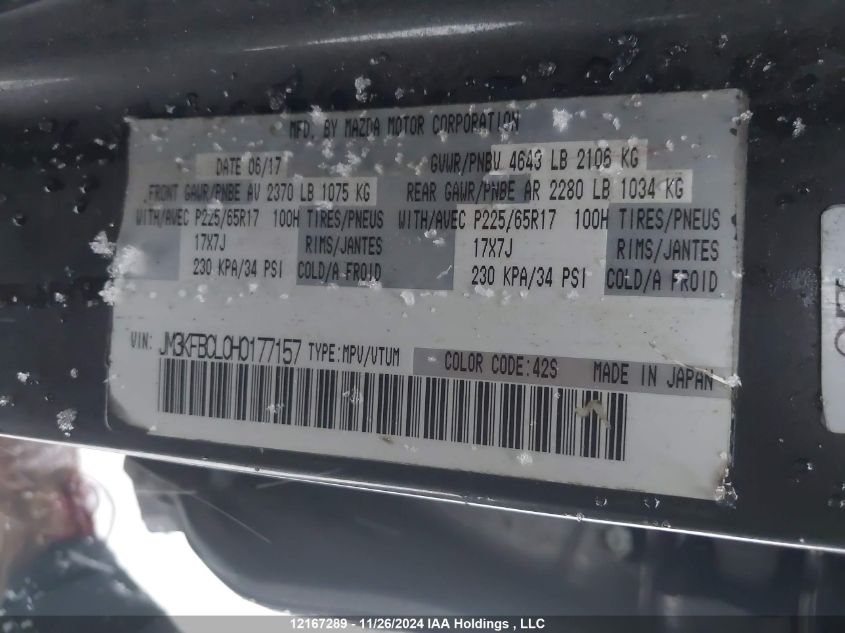 MFD. BY MAZDA MOTOR CORPORATION
DATE 06/17 GVWR/PNBV 4643 LB 2106 KG
FRONT GAWR/PNBE AV 2370 LB 1075 KG REAR GAWR/PNBE AR 2280 LB 1034 KG
WITH/AVEC P225/65R17 100H TIRES/PNEUS WITH/AVEC P225/65R17 100H TIRES/PNEUS
17X7J RIMS/JANTES 17X7J RIMS/JANTES
230 KPA/34 PSI COLD/A FROID 230 KPA/34 PSI COLD/A FROID
VIN: JM3KFBCL0H0177157 TYPE:MPV/VTUM COLOR CODE:42S MADE IN JAPAN
12167289 - 11/26/2024 IAA Holdings , LLC